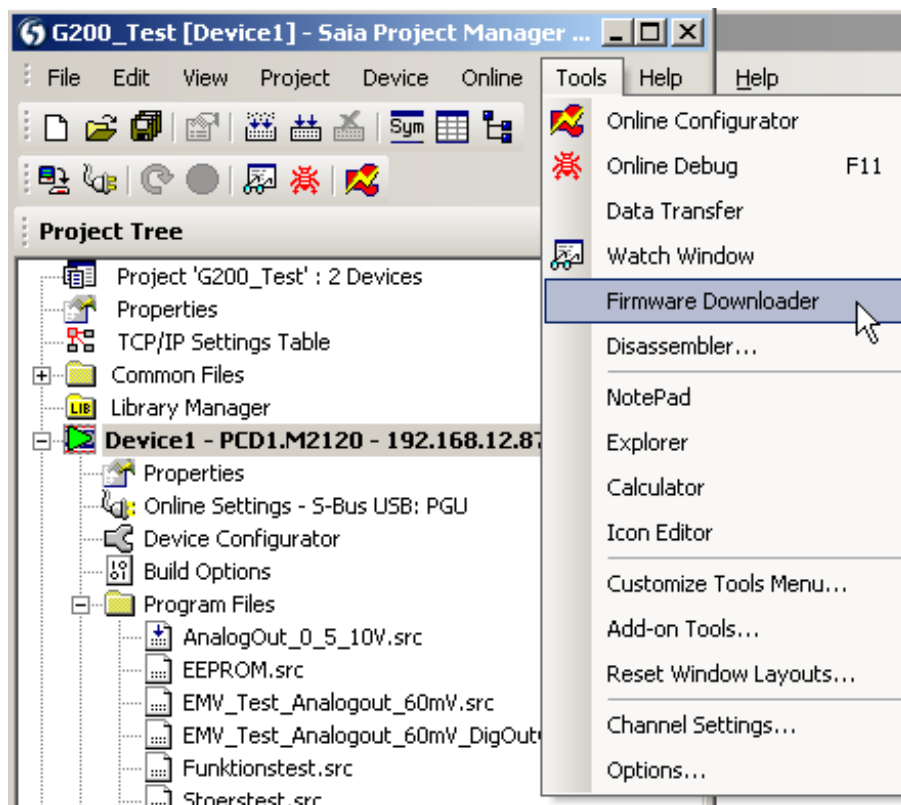 G200_Test [Device1] - Saia Project Manager ...
File Edit View Project Device Online Tools Help Help
Sym
Project Tree
Project 'G200_Test' : 2 Devices
Properties
TCP/IP Settings Table
Common Files
LIB Library Manager
Device1 - PCD1.M2120 - 192.168.12.87
Properties
Online Settings - S-Bus USB: PGU
Device Configurator
Build Options
Program Files
AnalogOut_0_5_10V.src
EEPROM.src
EMV_Test_Analogout_60mV.src
EMV_Test_Analogout_60mV_DigOut
Funktionstest.src
Stoerstest.src
Online Configurator
Online Debug F11
Data Transfer
Watch Window
Firmware Downloader
Disassembler...
NotePad
Explorer
Calculator
Icon Editor
Customize Tools Menu...
Add-on Tools...
Reset Window Layouts...
Channel Settings...
Options...